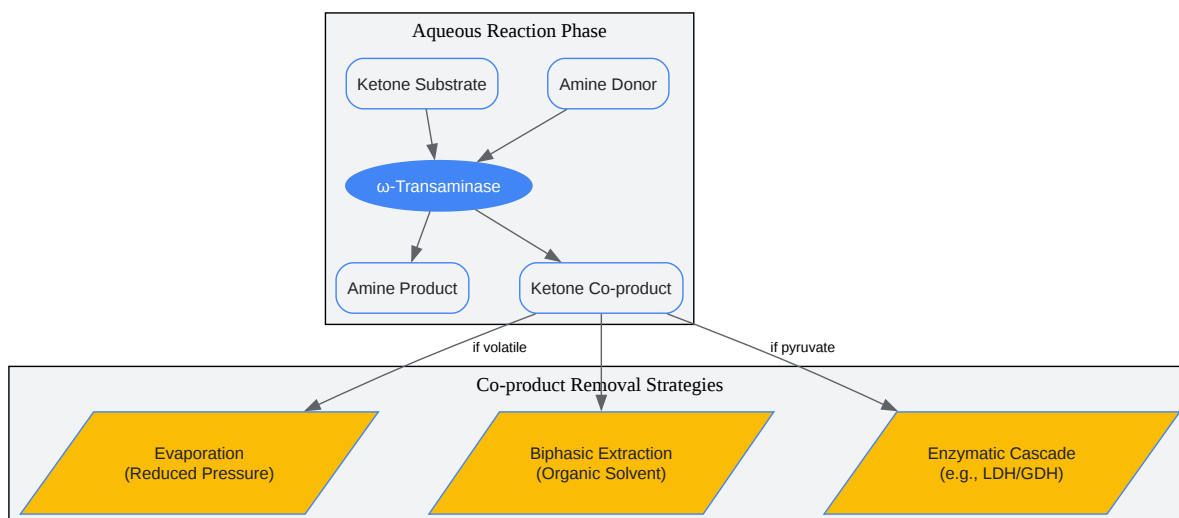 Aqueous Reaction Phase
Ketone Substrate
Amine Donor
ω-Transaminase
Amine Product
Ketone Co-product
if volatile
if pyruvate
Co-product Removal Strategies
Evaporation
(Reduced Pressure)
Biphasic Extraction
(Organic Solvent)
Enzymatic Cascade
(e.g., LDH/GDH)